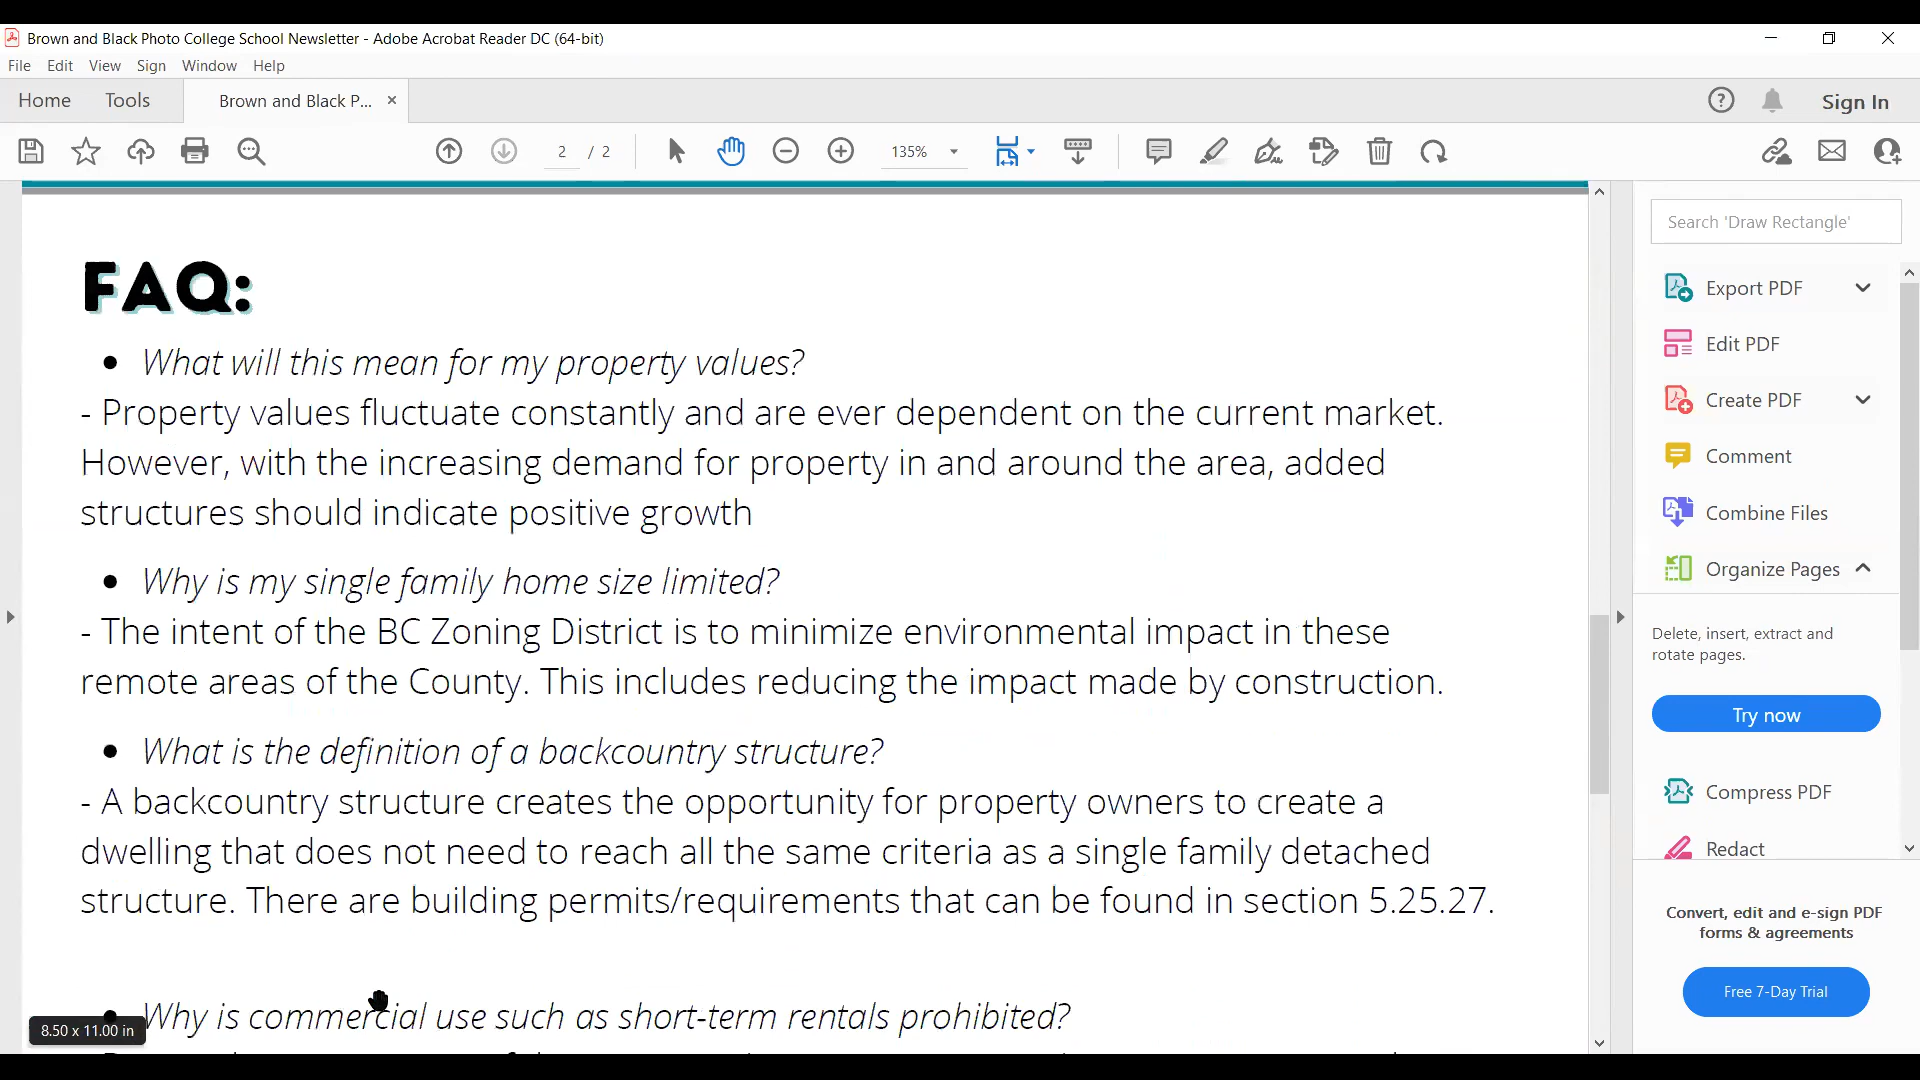 Brown and Black Photo College School Newsletter - Adobe Acrobat Reader DC (64-bit)
File Edit View Sign Window Help
Home Tools Brown and Black P... × Sign In
2 / 2 135%
Search 'Draw Rectangle'
FAQ:
Export PDF
Edit PDF
• What will this mean for my property values?
- Property values fluctuate constantly and are ever dependent on the current market.
Create PDF
However, with the increasing demand for property in and around the area, added
Comment
structures should indicate positive growth
Combine Files
• Why is my single family home size limited?
Organize Pages
- The intent of the BC Zoning District is to minimize environmental impact in these
remote areas of the County. This includes reducing the impact made by construction.
Delete, insert, extract and
rotate pages.
Try now
• What is the definition of a backcountry structure?
- A backcountry structure creates the opportunity for property owners to create a
Compress PDF
dwelling that does not need to reach all the same criteria as a single family detached
Redact
structure. There are building permits/requirements that can be found in section 5.25.27.
Convert, edit and e-sign PDF
forms & agreements
Free 7-Day Trial
• Why is commercial use such as short-term rentals prohibited?
8.50 x 11.00 in